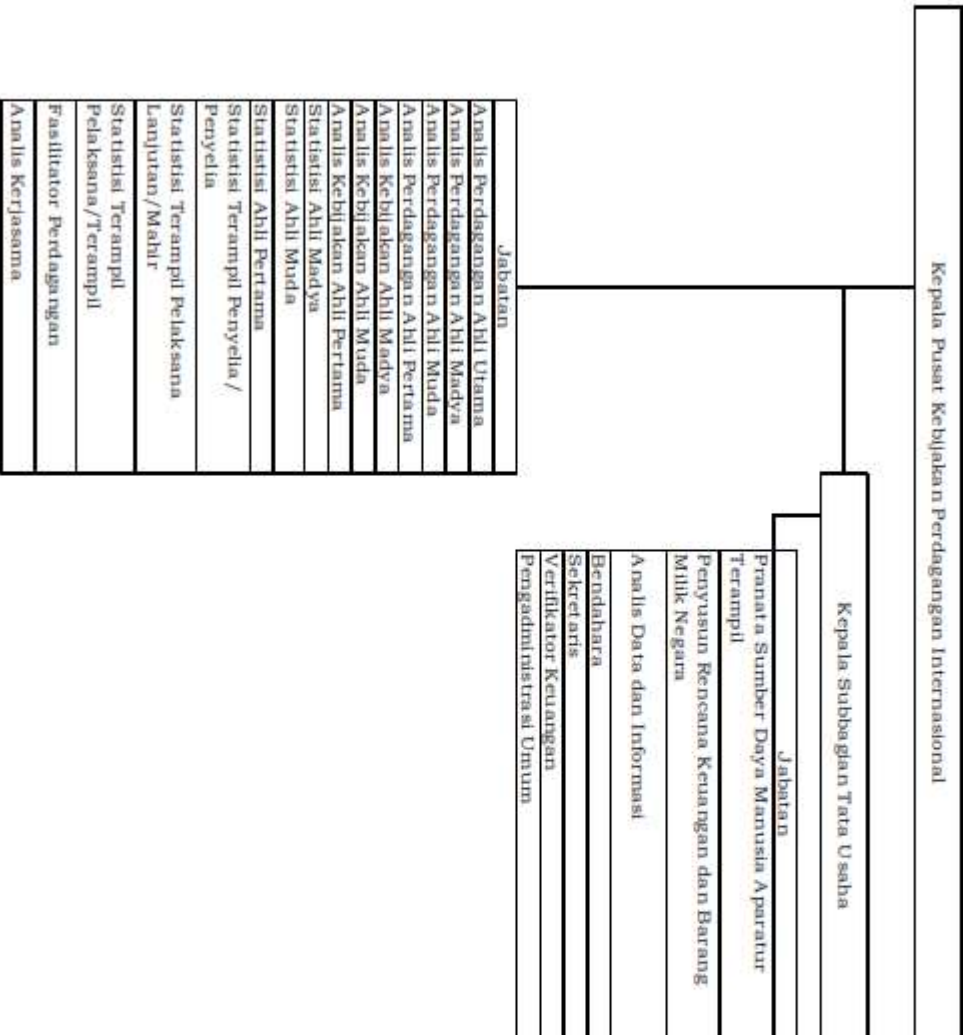 Kepala Pusat Kebijakan Perdagangan Internasional
Kepala Subbagian Tata Usaha
Jabatan
Pranata Sumber Daya Manusia Aparatur
Terampil
Penyusun Rencana Keuangan dan Barang
Milik Negara
Analis Data dan Informasi
Bendahara
Sekretaris
Verifikator Keuangan
Pengadministrasi Umum
Jabatan
Analis Perdagangan Ahli Utama
Analis Perdagangan Ahli Madya
Analis Perdagangan Ahli Muda
Analis Perdagangan Ahli Pertama
Analis Kebijakan Ahli Madya
Analis Kebijakan Ahli Muda
Analis Kebijakan Ahli Pertama
Statistisi Ahli Madya
Statistisi Ahli Muda
Statistisi Ahli Pertama
Statistisi Terampil Penyelia/
Penyelia
Statistisi Terampil Pelaksana
Lanjutan/Mahir
Statistisi Terampil
Pelaksana/Terampil
Fasilitator Perdagangan
Analis Kerjasama